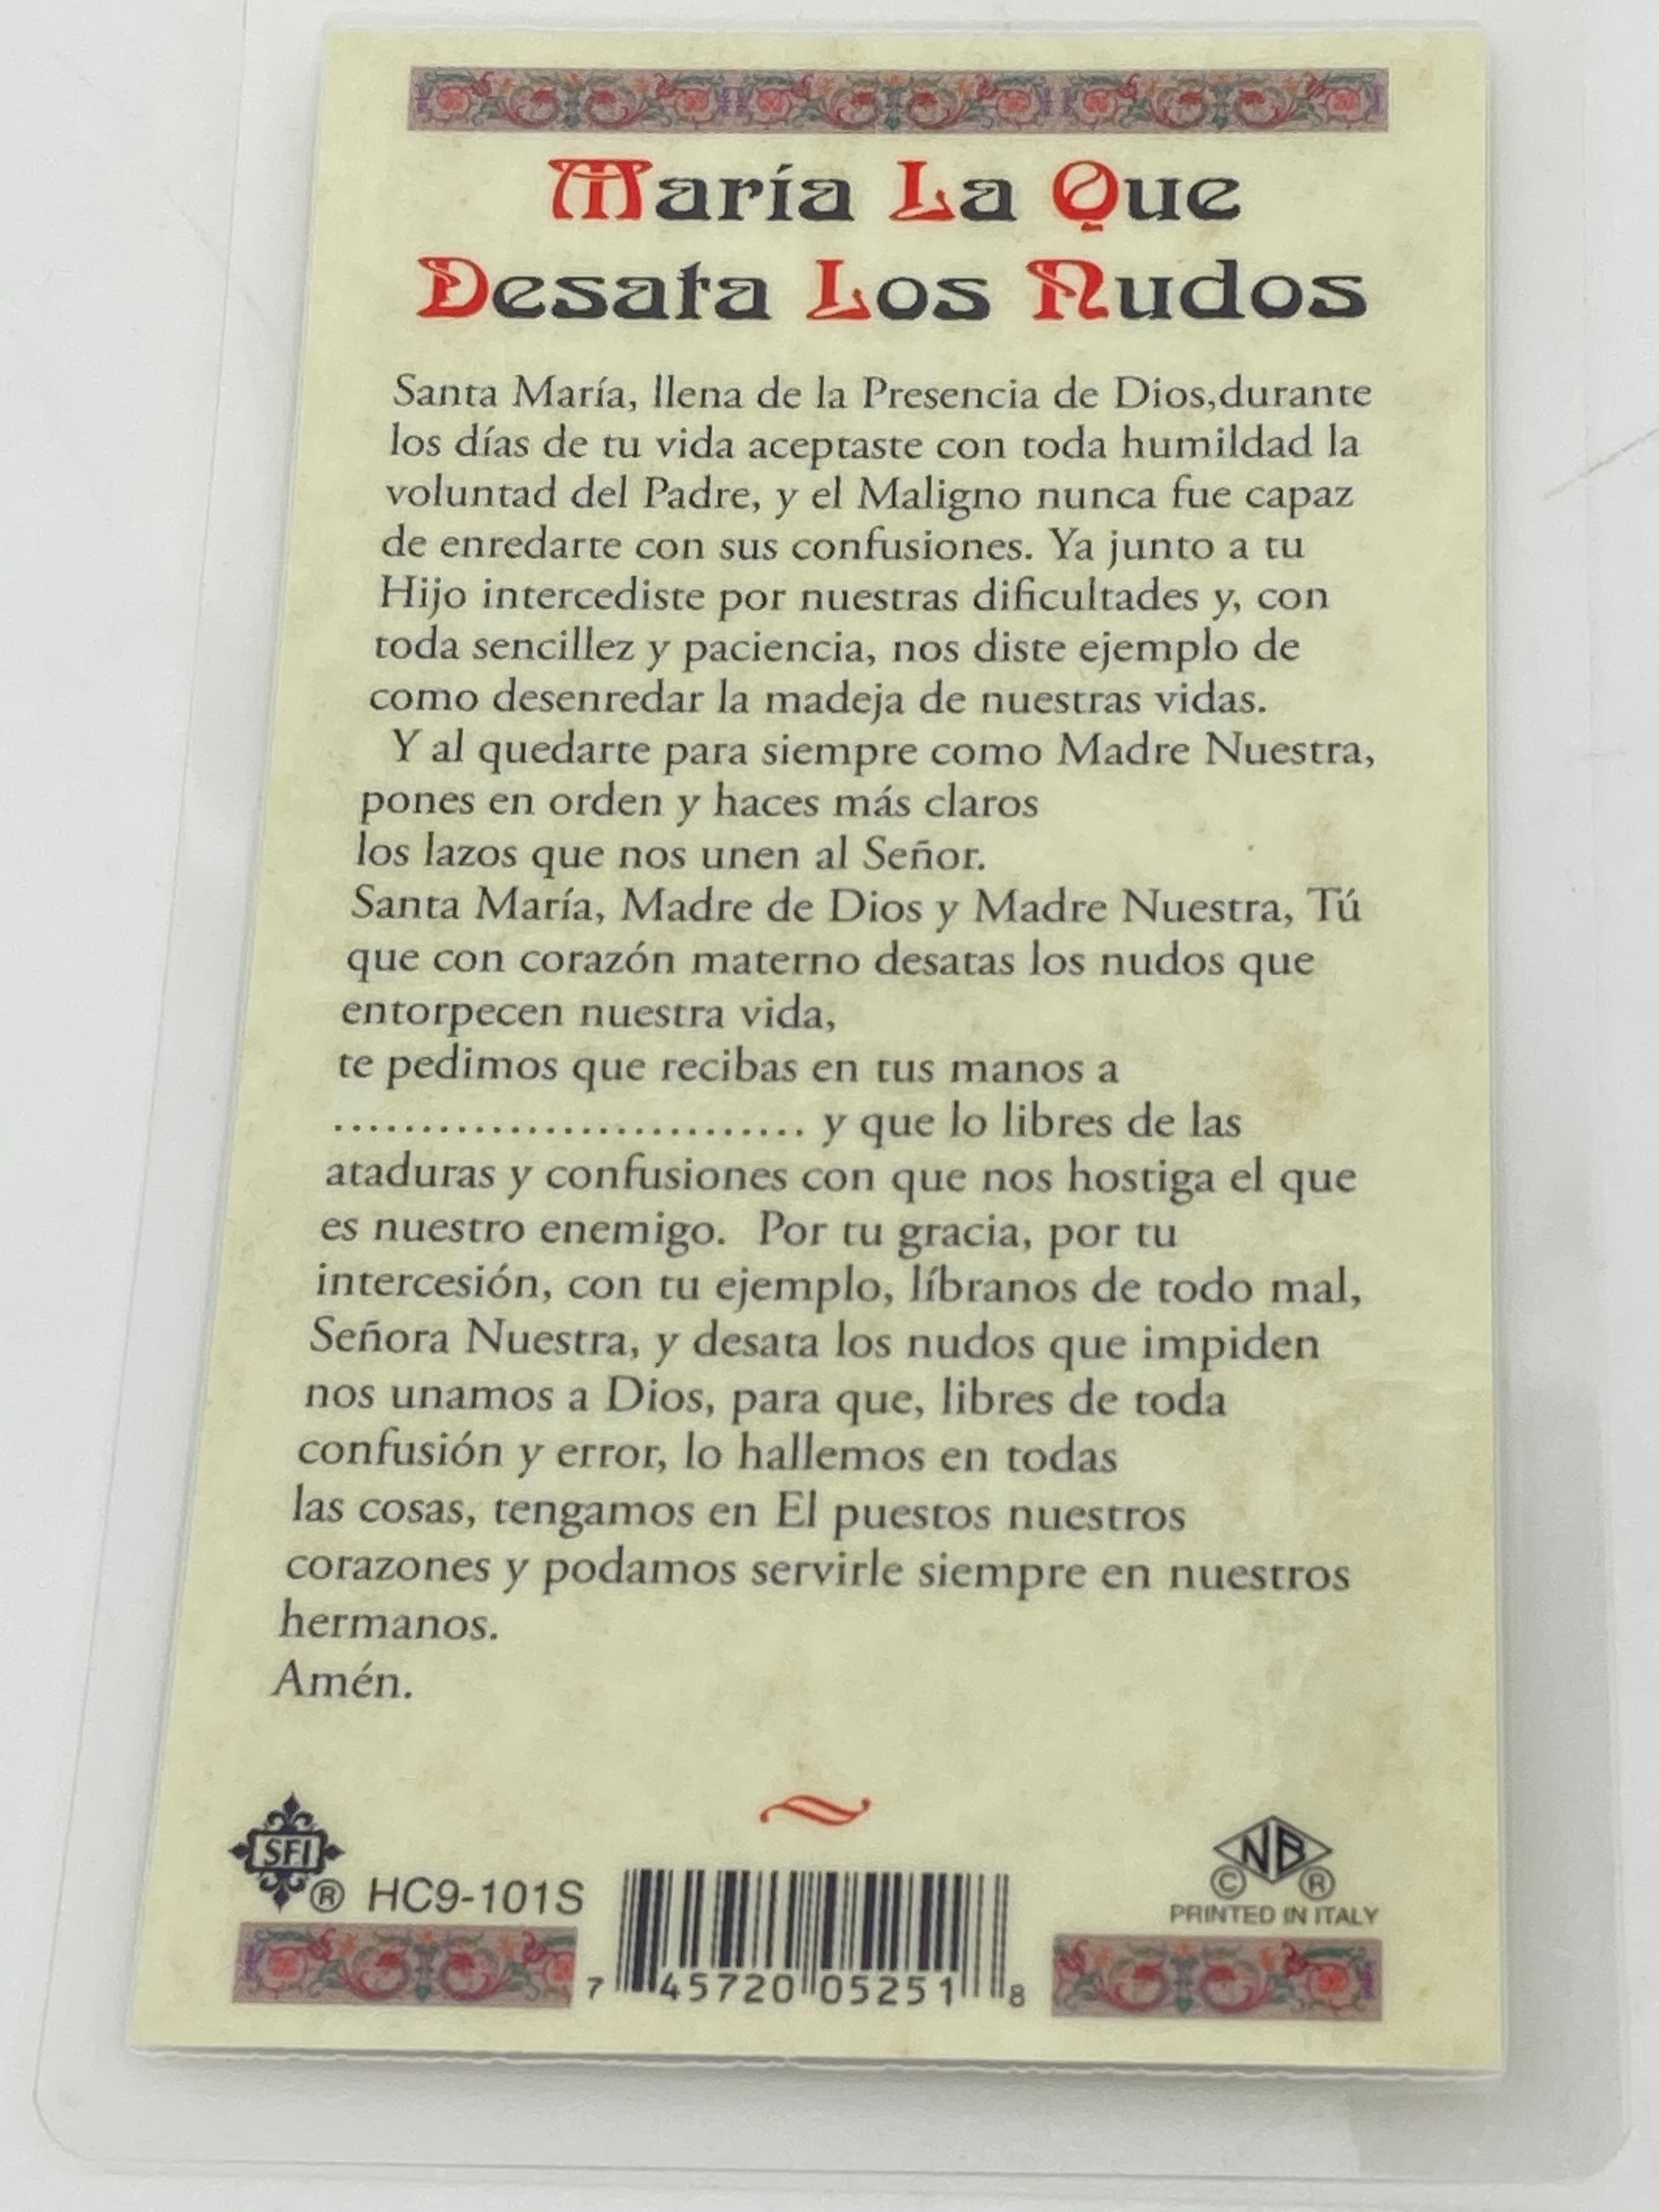 María La Que
Desata Los Nudos
Santa María, llena de la Presencia de Dios,durante
los días de tu vida aceptaste con toda humildad la
voluntad del Padre, y el Maligno nunca fue capaz
de enredarte con sus confusiones. Ya junto a tu
Hijo intercediste por nuestras dificultades y, con
toda sencillez y paciencia, nos diste ejemplo de
como desenredar la madeja de nuestras vidas.
Y al quedarte para siempre como Madre Nuestra,
pones en orden y haces más claros
los lazos que nos unen al Señor.
Santa María, Madre de Dios y Madre Nuestra, Tú
que con corazón materno desatas los nudos que
entorpecen nuestra vida,
te pedimos que recibas en tus manos a
............................ y que lo libres de las
ataduras y confusiones con que nos hostiga el que
es nuestro enemigo. Por tu gracia, por tu
intercesión, con tu ejemplo, líbranos de todo mal,
Señora Nuestra, y desata los nudos que impiden
nos unamos a Dios, para que, libres de toda
confusión y error, lo hallemos en todas
las cosas, tengamos en El puestos nuestros
corazones y podamos servirle siempre en nuestros
hermanos.
Amén.
SFI ® HC9-101S
NB
© ®
PRINTED IN ITALY
7 45720 05251 8